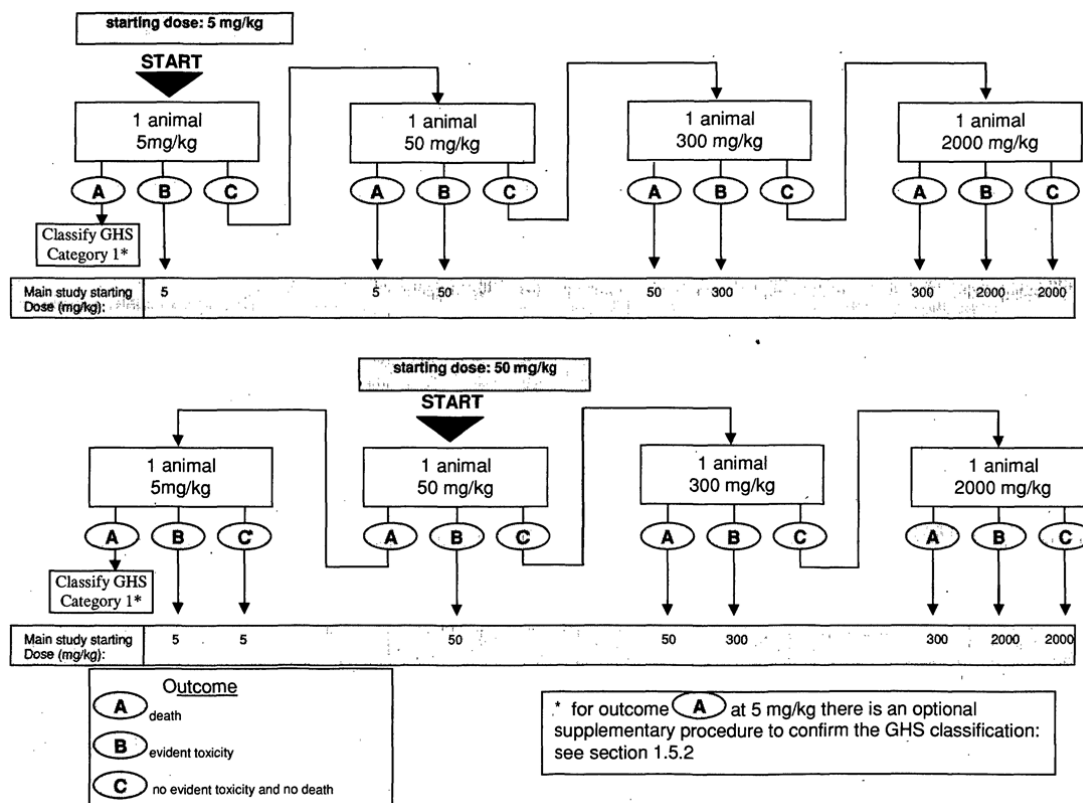 starting dose: 5 mg/kg
START
1 animal
5mg/kg
1 animal
50 mg/kg
1 animal
300 mg/kg
1 animal
2000 mg/kg
A B C A B C A B C A B C
Classify GHS
Category 1*
Main study starting
Dose (mg/kg):
5 5 50 50 300 300 2000 2000
starting dose: 50 mg/kg
START
1 animal
5mg/kg
1 animal
50 mg/kg
1 animal
300 mg/kg
1 animal
2000 mg/kg
A B C A B C A B C A B C
Classify GHS
Category 1*
Main study starting
Dose (mg/kg):
5 5 50 50 300 300 2000 2000
Outcome
A death
B evident toxicity
C no evident toxicity and no death
* for outcome A at 5 mg/kg there is an optional
supplementary procedure to confirm the GHS classification:
see section 1.5.2